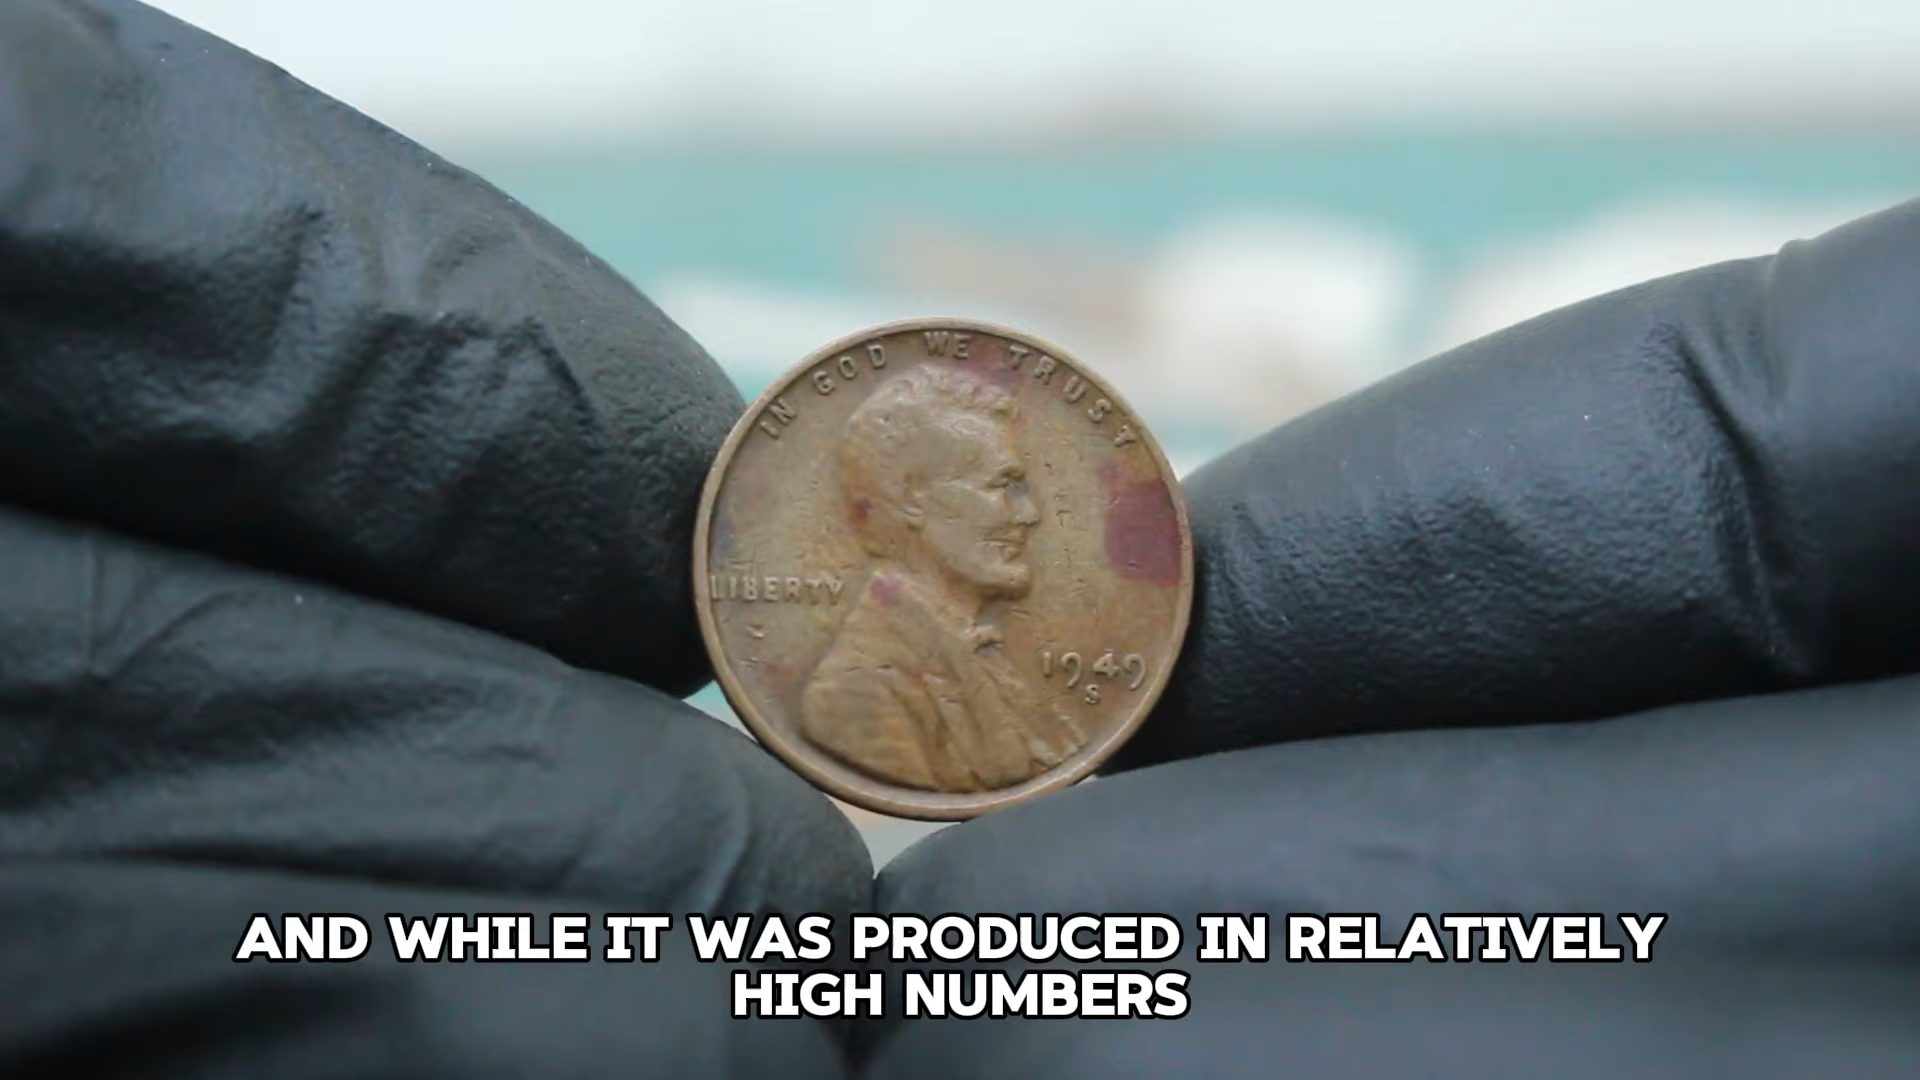 IN GOD WE TRUST
LIBERTY
1949
S
AND WHILE IT WAS PRODUCED IN RELATIVELY
HIGH NUMBERS